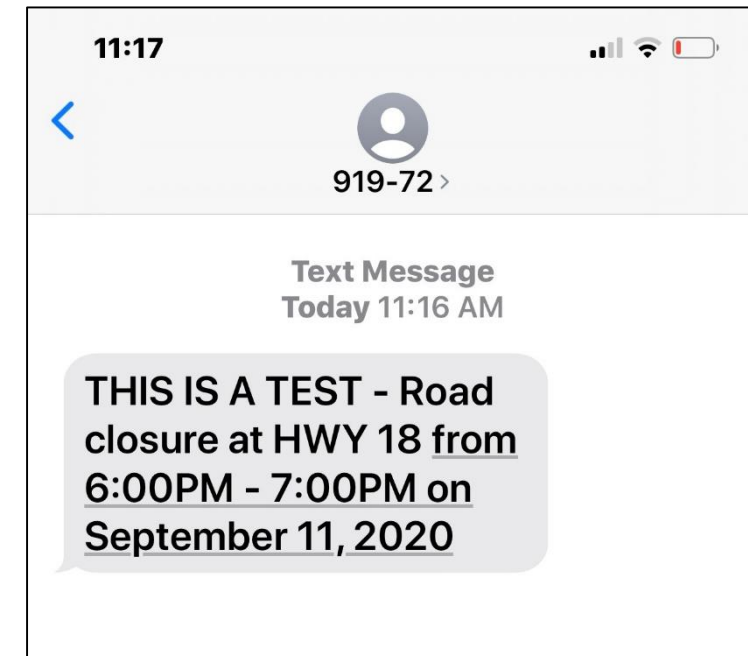 11:17
919-72
Text Message
Today 11:16 AM
THIS IS A TEST - Road
closure at HWY 18 from
6:00PM - 7:00PM on
September 11, 2020